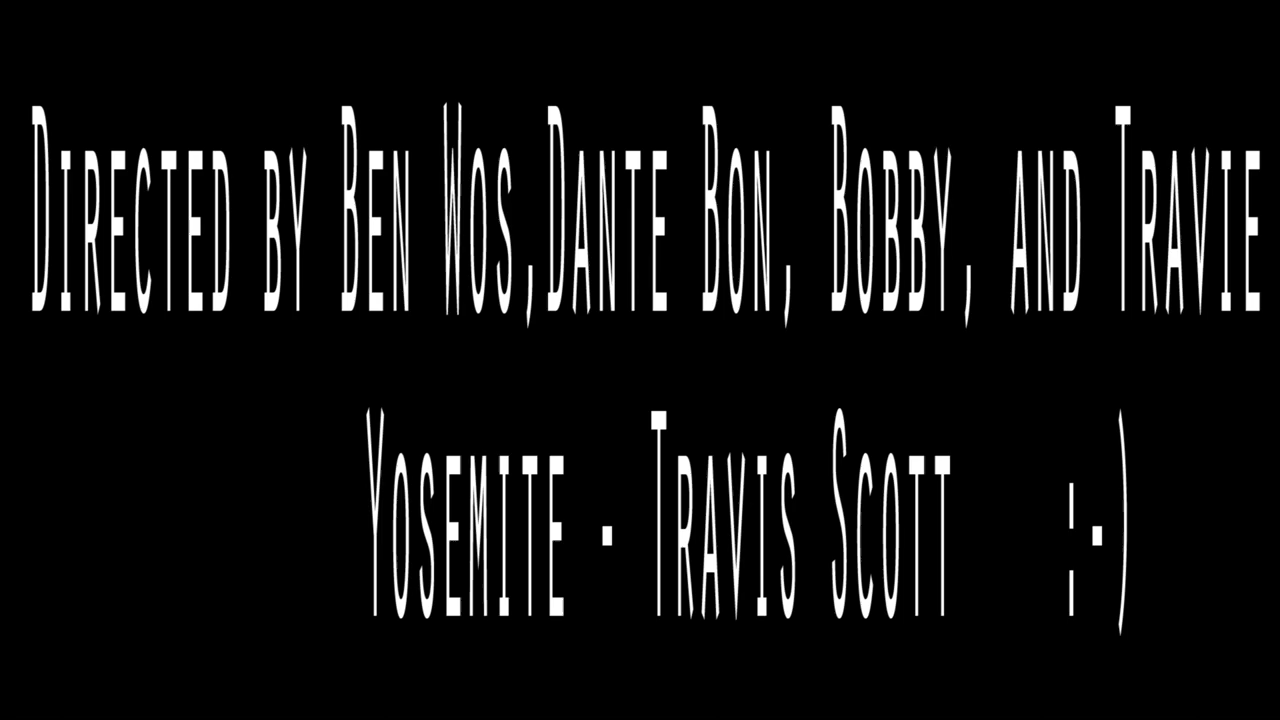 Directed by Ben Wos,Dante Bon, Bobby, and Travie
Yosemite - Travis Scott :-)